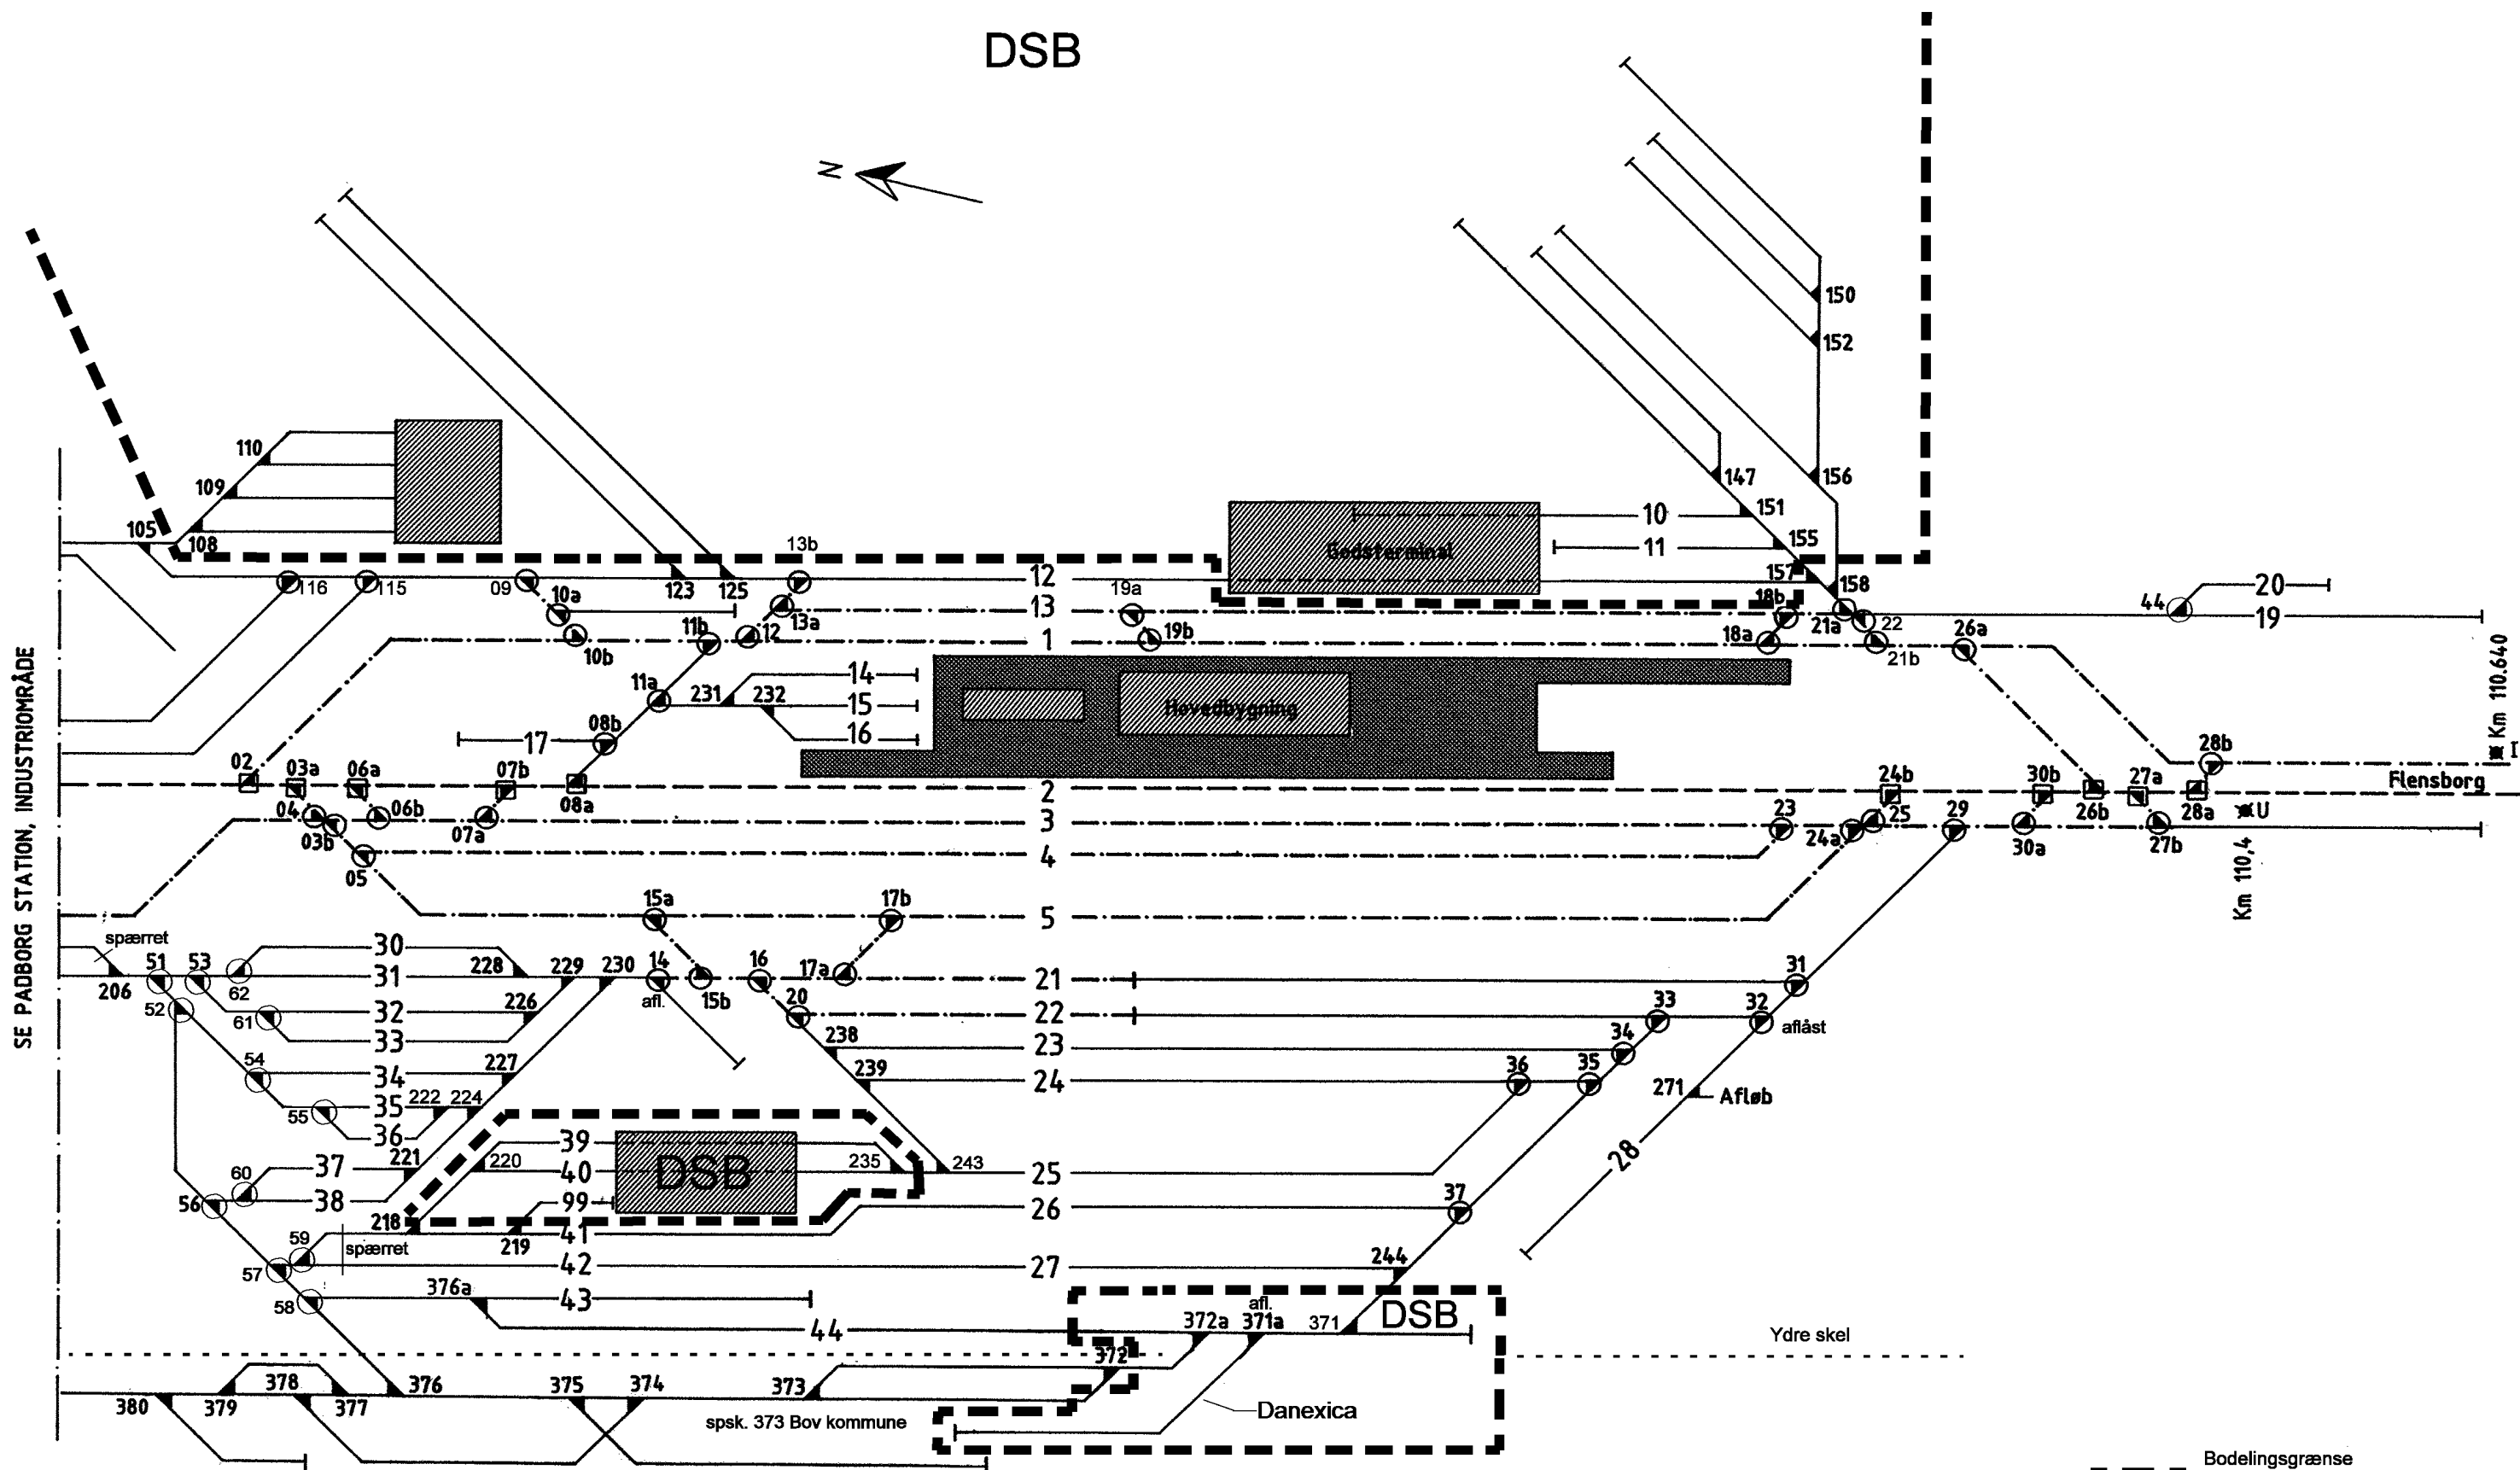 DSB
N
150
152
110
147
156
109
10
151
105
108
11
155
Godsterminal
13b
116
115
09
10a
123
125
12
19a
157
158
20
44
19
13
13a
18b
21a
22
26a
11b
12
1
10b
19b
18a
21b
Km 110.640
I
11a
231
232
14
15
16
Hovedbygning
08b
17
SE PADBORG STATION, INDUSTRIOMRÅDE
02
03a
06a
07b
08a
2
24b
30b
26b
27a
28b
28a
Flensborg
U
04
03b
06b
07a
3
23
24a
25
29
30a
27b
Km 110,4
05
4
15a
17b
5
spærret
30
51
53
62
31
228
229
230
14
afl.
15b
16
17a
21
31
206
52
61
32
226
20
22
33
32
aflåst
33
238
23
34
54
34
227
239
24
36
35
271
Afløb
55
35
222
224
36
28
37
221
220
39
40
DSB
235
243
25
60
38
56
99
26
37
218
219
41
59
spærret
57
42
27
244
58
376a
43
44
372a
afl.
371a
371
DSB
Ydre skel
372
380
379
378
377
376
375
374
373
spsk. 373 Bov kommune
Danexica
Bodelingsgrænse